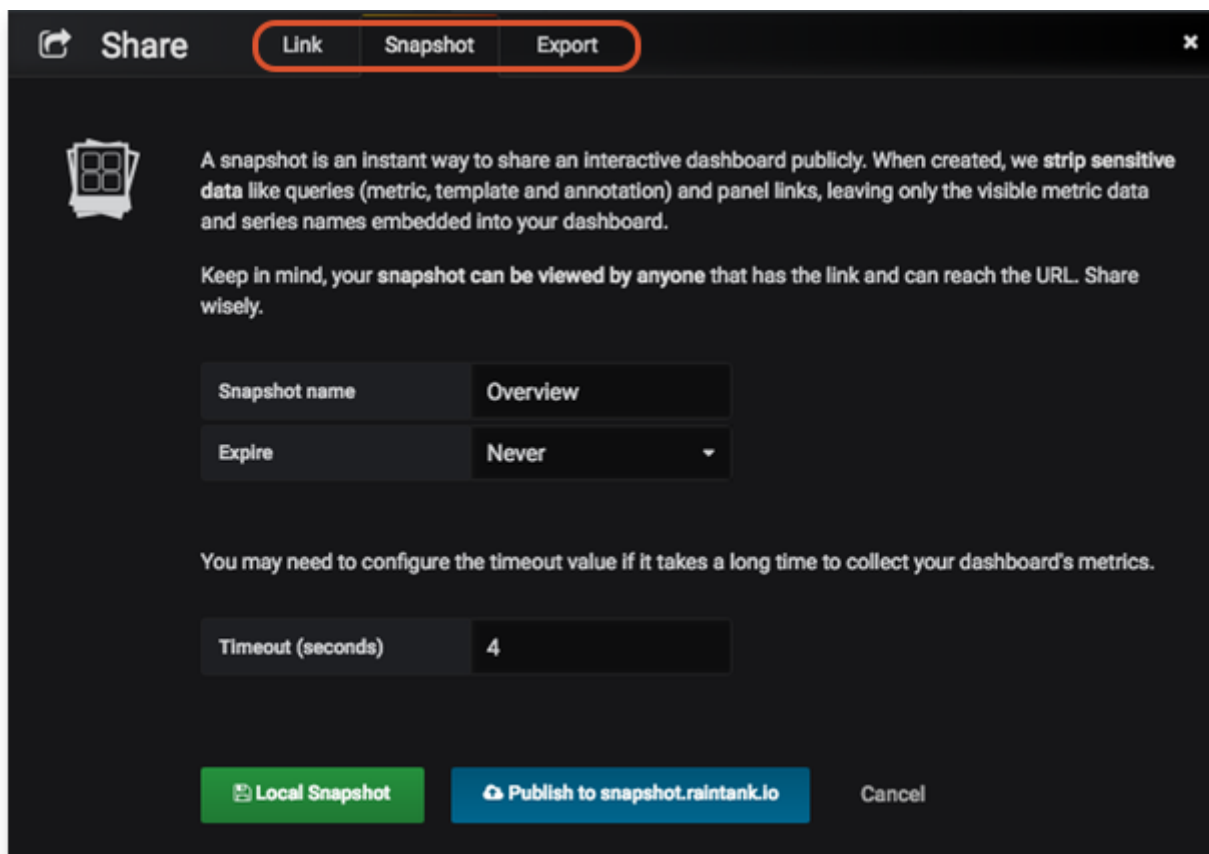 Share Link Snapshot Export
A snapshot is an instant way to share an interactive dashboard publicly. When created, we strip sensitive
data like queries (metric, template and annotation) and panel links, leaving only the visible metric data
and series names embedded into your dashboard.
Keep in mind, your snapshot can be viewed by anyone that has the link and can reach the URL. Share
wisely.
Snapshot name Overview
Expire Never
You may need to configure the timeout value if it takes a long time to collect your dashboard's metrics.
Timeout (seconds) 4
Local Snapshot Publish to snapshot.raintank.io Cancel